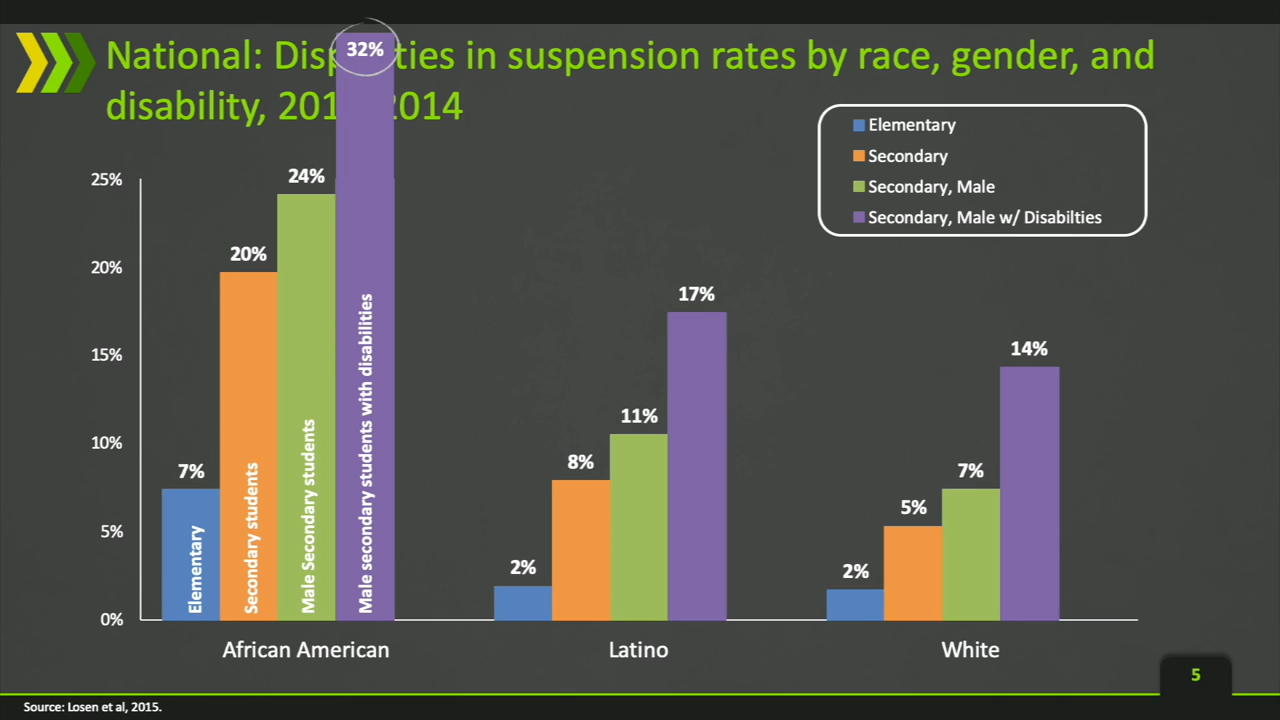 National: Disp ties in suspension rates by race, gender, and
disability, 201 2014
32%
Elementary
Secondary
Secondary, Male
Secondary, Male w/ Disabilties
25%
20%
15%
10%
5%
0%
7%
20%
24%
Elementary
Secondary students
Male Secondary students
Male secondary students with disabilities
2%
8%
11%
17%
2%
5%
7%
14%
African American
Latino
White
5
Source: Losen et al, 2015.